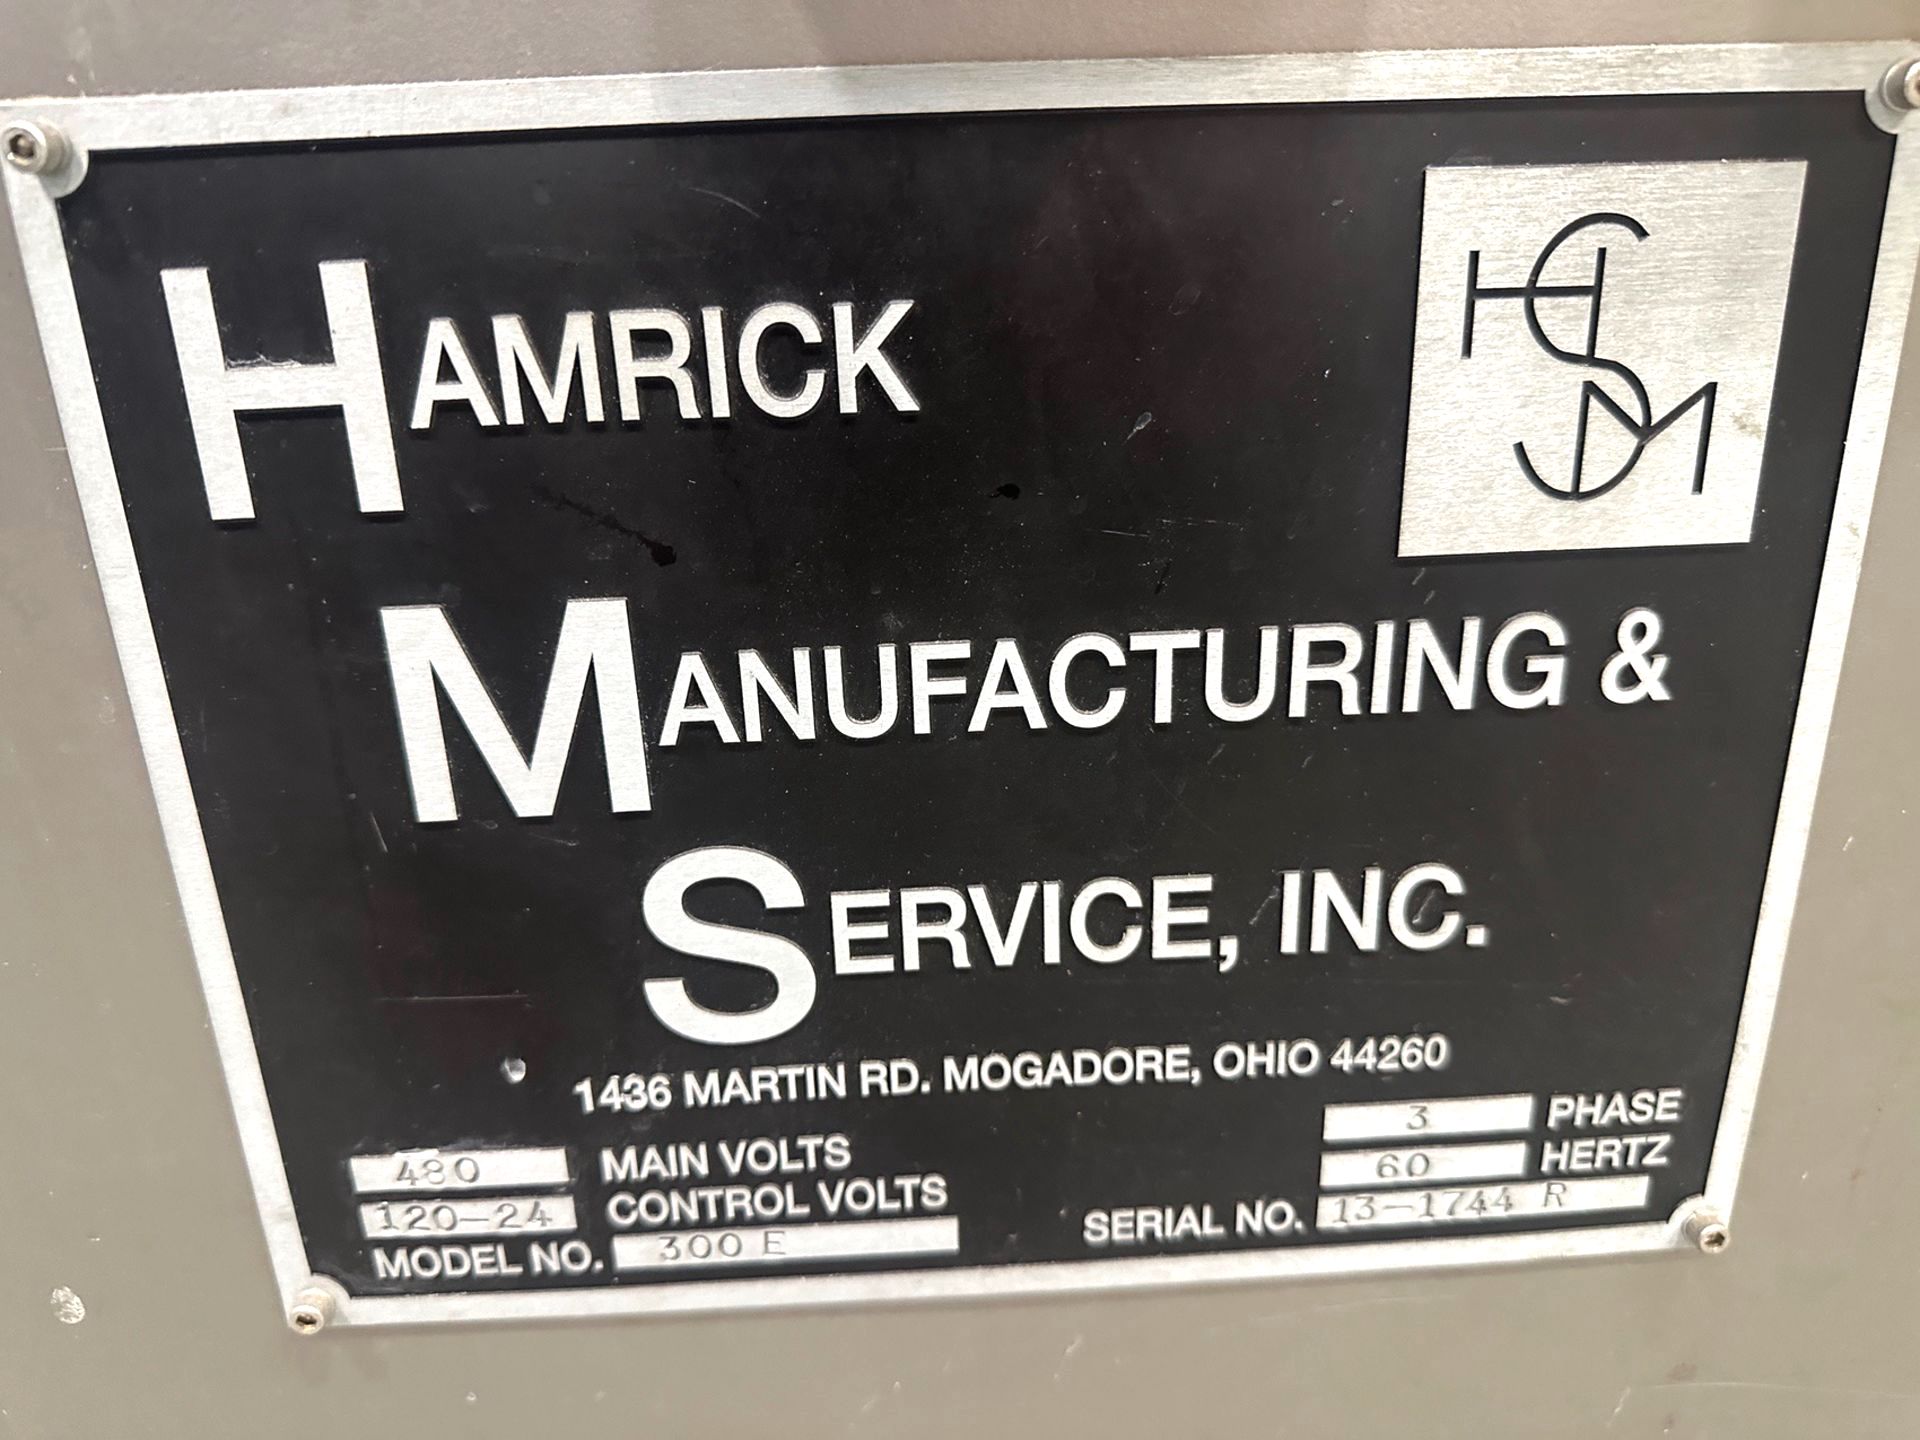 HAMRICK
MANUFACTURING &
SERVICE, INC.
HSM
1436 MARTIN RD. MOGADORE, OHIO 44260
3 PHASE
480 MAIN VOLTS
60 HERTZ
120-24 CONTROL VOLTS
SERIAL NO. 13-1744 R
MODEL NO. 300 E